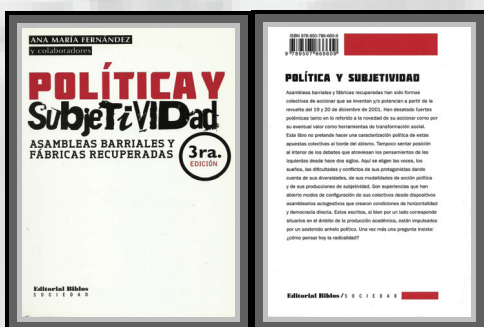 ANA MARÍA FERNÁNDEZ
y colaboradores
POLÍTICA Y
SubjeTiVIDad
ASAMBLEAS BARRIALES Y
FÁBRICAS RECUPERADAS
3ra.
EDICIÓN
Editorial Biblos
SOCIEDAD
POLÍTICA Y SUBJETIVIDAD
Asambleas barriales y fábricas recuperadas han sido formas
colectivas de accionar que se inventan y/o potencian a partir de la
revuelta del 19 y 20 de diciembre de 2001. Han desatado fuertes
polémicas tanto en lo referido a la novedad de su accionar como por
su eventual valor como herramientas de transformación social.
Este libro no pretende hacer una caracterización política de estas
apuestas colectivas al borde del abismo. Tampoco sentar posición
al interior de los debates que atraviesan los pensamientos de las
izquierdas desde hace dos siglos. Aquí se eligen las voces, los
sueños, las dificultades y conflictos de sus protagonistas dando
cuenta de sus diversidades, de sus modalidades de acción política
y de sus producciones de subjetividad. Son experiencias que han
abierto modos de configuración de sus colectivos desde dispositivos
asamblearios autogestivos que crearon condiciones de horizontalidad
y democracia directa. Estos escritos, si bien por un lado corresponde
situarlos en el ámbito de la producción académica, están impulsados
por un sostenido anhelo político. Una vez más una pregunta insiste:
¿cómo pensar hoy la radicalidad?
Editorial Biblos / SOCIEDAD